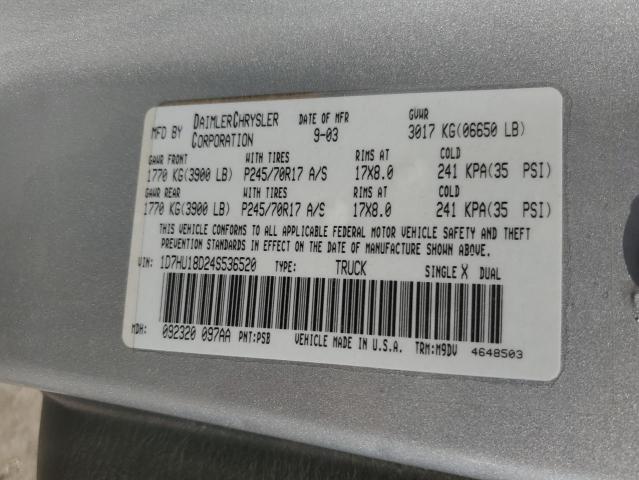 MFD BY DAIMLERCHRYSLER CORPORATION DATE OF MFR 9-03 GVWR 3017 KG(06650 LB)
GAWR FRONT WITH TIRES RIMS AT COLD
1770 KG(3900 LB) P245/70R17 A/S 17X8.0 241 KPA(35 PSI)
GAWR REAR WITH TIRES RIMS AT COLD
1770 KG(3900 LB) P245/70R17 A/S 17X8.0 241 KPA(35 PSI)
THIS VEHICLE CONFORMS TO ALL APPLICABLE FEDERAL MOTOR VEHICLE SAFETY AND THEFT
PREVENTION STANDARDS IN EFFECT ON THE DATE OF MANUFACTURE SHOWN ABOVE.
VIN: 1D7HU18D24S536520 TYPE: TRUCK SINGLE X DUAL
MDH: 092320 097AA PNT:PSB VEHICLE MADE IN U.S.A. TRM:M9DV 4648503